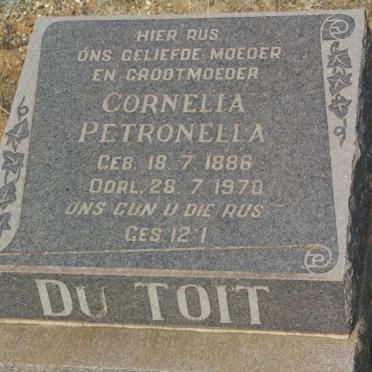 HIER RUS
ÓNS GELIEFDE MOEDER
EN GROOTMOEDER
CORNELIA
PETRONELLA
GEB. 18. 7. 1886
OORL. 28. 7. 1970
ONS GUN U DIE RUS
GES 12:1
DU TOIT